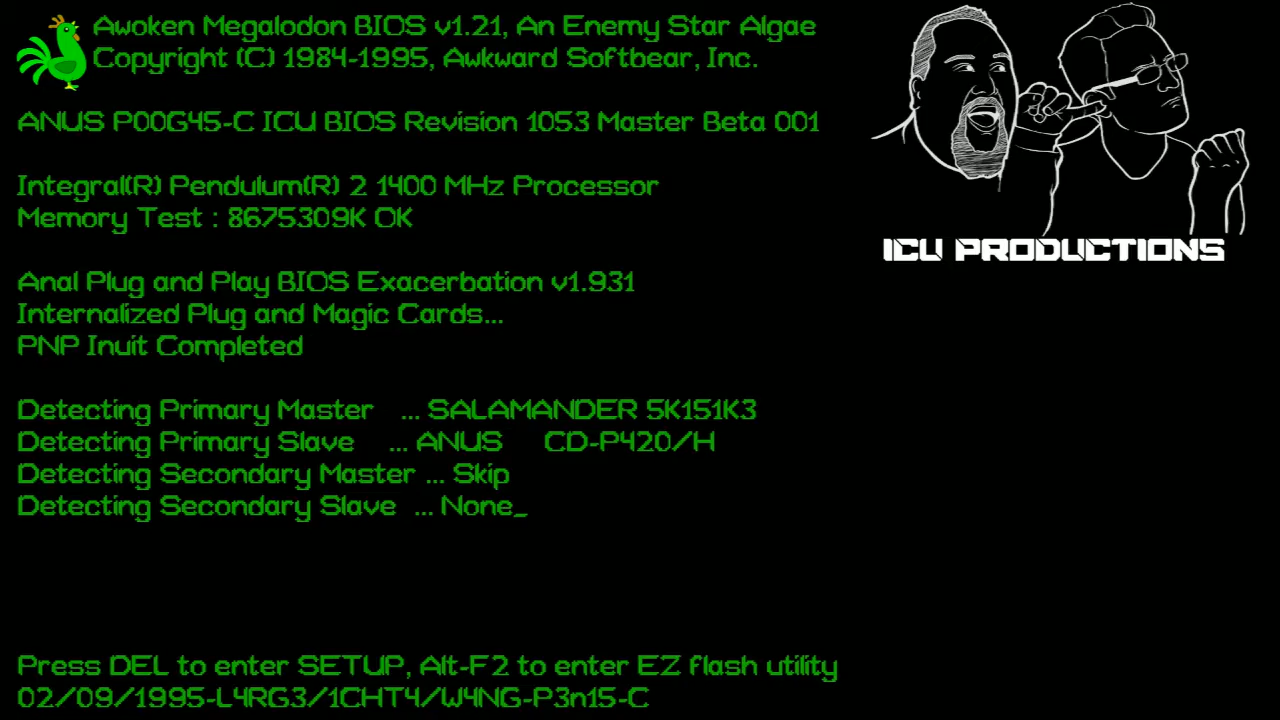 Awoken Megalodon BIOS v1.21, An Enemy Star Algae
Copyright (C) 1984-1995, Awkward Softbear, Inc.
ANUS P00G45-C ICU BIOS Revision 1053 Master Beta 001
Integral(R) Pendulum(R) 2 1400 MHz Processor
Memory Test : 8675309K OK
Anal Plug and Play BIOS Exacerbation v1.931
Internalized Plug and Magic Cards...
PNP Inuit Completed
Detecting Primary Master ... SALAMANDER 5K151K3
Detecting Primary Slave ... ANUS CD-P420/H
Detecting Secondary Master ... Skip
Detecting Secondary Slave ... None_
Press DEL to enter SETUP, Alt-F2 to enter EZ flash utility
02/09/1995-L4RG3/1CHT4/W4NG-P3n15-C
ICU PRODUCTIONS